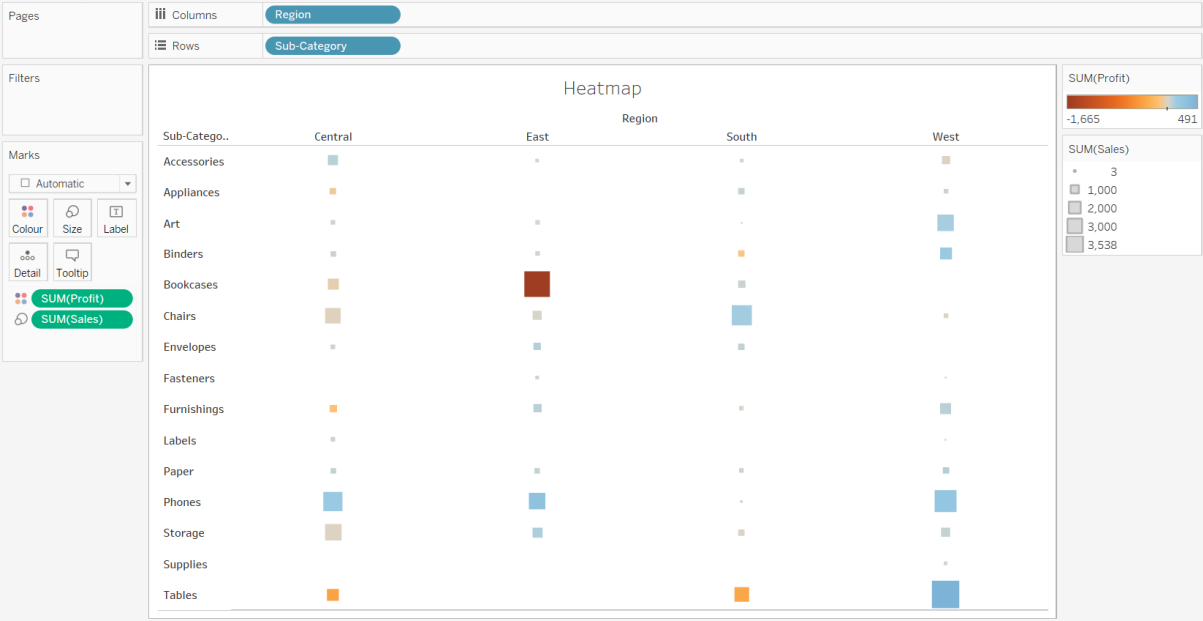 Pages
Columns
Region
Rows
Sub-Category
Filters
Marks
Automatic
Colour
Size
Label
Detail
Tooltip
SUM(Profit)
SUM(Sales)
Heatmap
Region
Sub-Catego.. Central East South West
Accessories
Appliances
Art
Binders
Bookcases
Chairs
Envelopes
Fasteners
Furnishings
Labels
Paper
Phones
Storage
Supplies
Tables
SUM(Profit)
-1,665 491
SUM(Sales)
3
1,000
2,000
3,000
3,538